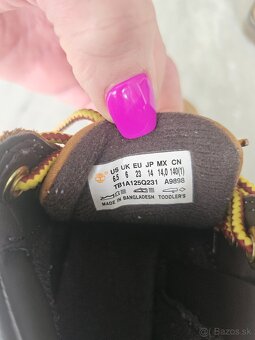 US UK EU JP MX CN
6.5 6 23 14 14,0 140(1)
TB1A125Q231 A9898
MADE IN BANGLADESH TODDLER'S
bazar.sk